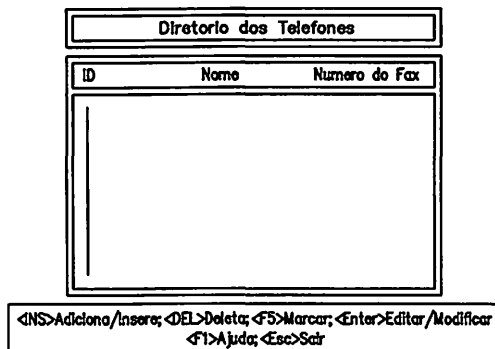 Diretorio dos Telefones
ID Nome Numero do Fax
<INS>Adiciona/Insere; <DEL>Deleta; <F5>Marcar; <Enter>Editar/Modificar
<F1>Ajuda; <Esc>Sair